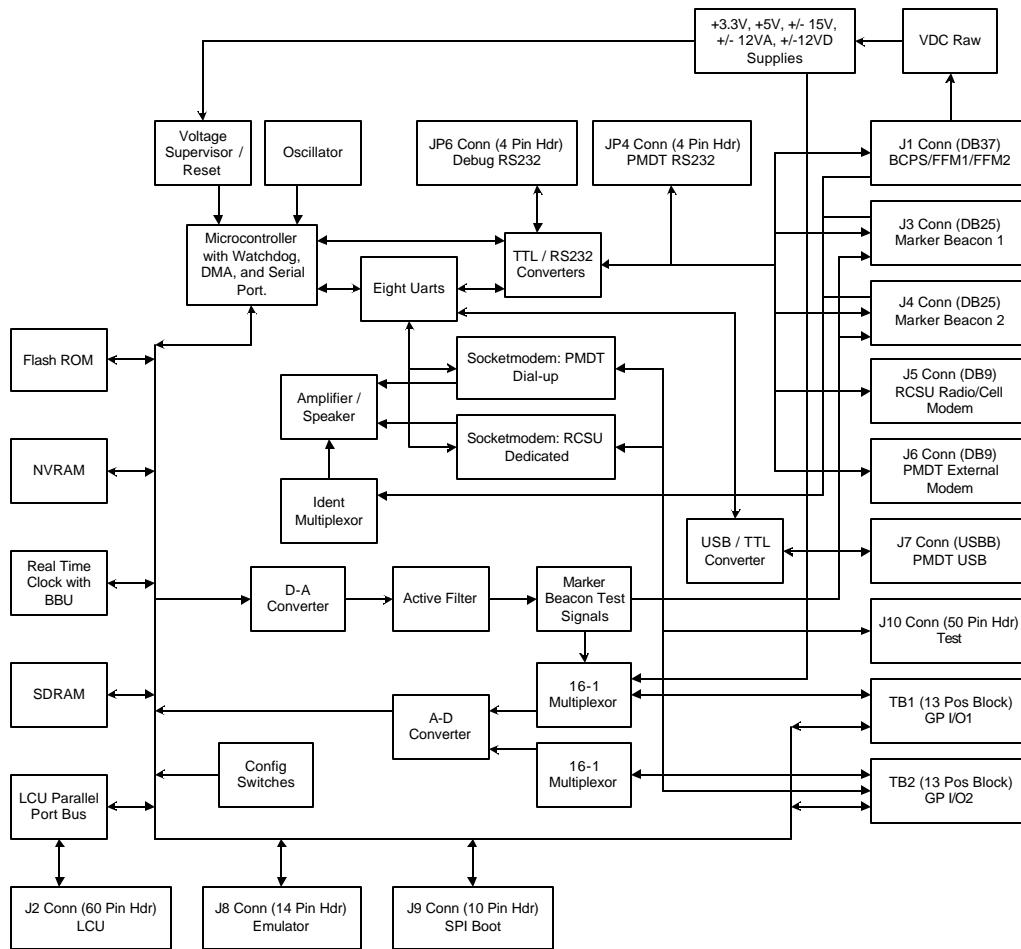 +3.3V, +5V, +/- 15V,
+/- 12VA, +/-12VD
Supplies
VDC Raw
Voltage
Supervisor /
Reset
Oscillator
JP6 Conn (4 Pin Hdr)
Debug RS232
JP4 Conn (4 Pin Hdr)
PMDT RS232
J1 Conn (DB37)
BCPS/FFM1/FFM2
Microcontroller
with Watchdog,
DMA, and Serial
Port.
Eight Uarts
TTL / RS232
Converters
J3 Conn (DB25)
Marker Beacon 1
J4 Conn (DB25)
Marker Beacon 2
Flash ROM
Socketmodem: PMDT
Dial-up
Amplifier /
Speaker
J5 Conn (DB9)
RCSU Radio/Cell
Modem
Socketmodem: RCSU
Dedicated
NVRAM
J6 Conn (DB9)
PMDT External
Modem
Ident
Multiplexor
USB / TTL
Converter
J7 Conn (USBB)
PMDT USB
Real Time
Clock with
BBU
D-A
Converter
Active Filter
Marker
Beacon Test
Signals
J10 Conn (50 Pin Hdr)
Test
SDRAM
16-1
Multiplexor
TB1 (13 Pos Block)
GP I/O1
A-D
Converter
Config
Switches
16-1
Multiplexor
TB2 (13 Pos Block)
GP I/O2
LCU Parallel
Port Bus
J2 Conn (60 Pin Hdr)
LCU
J8 Conn (14 Pin Hdr)
Emulator
J9 Conn (10 Pin Hdr)
SPI Boot